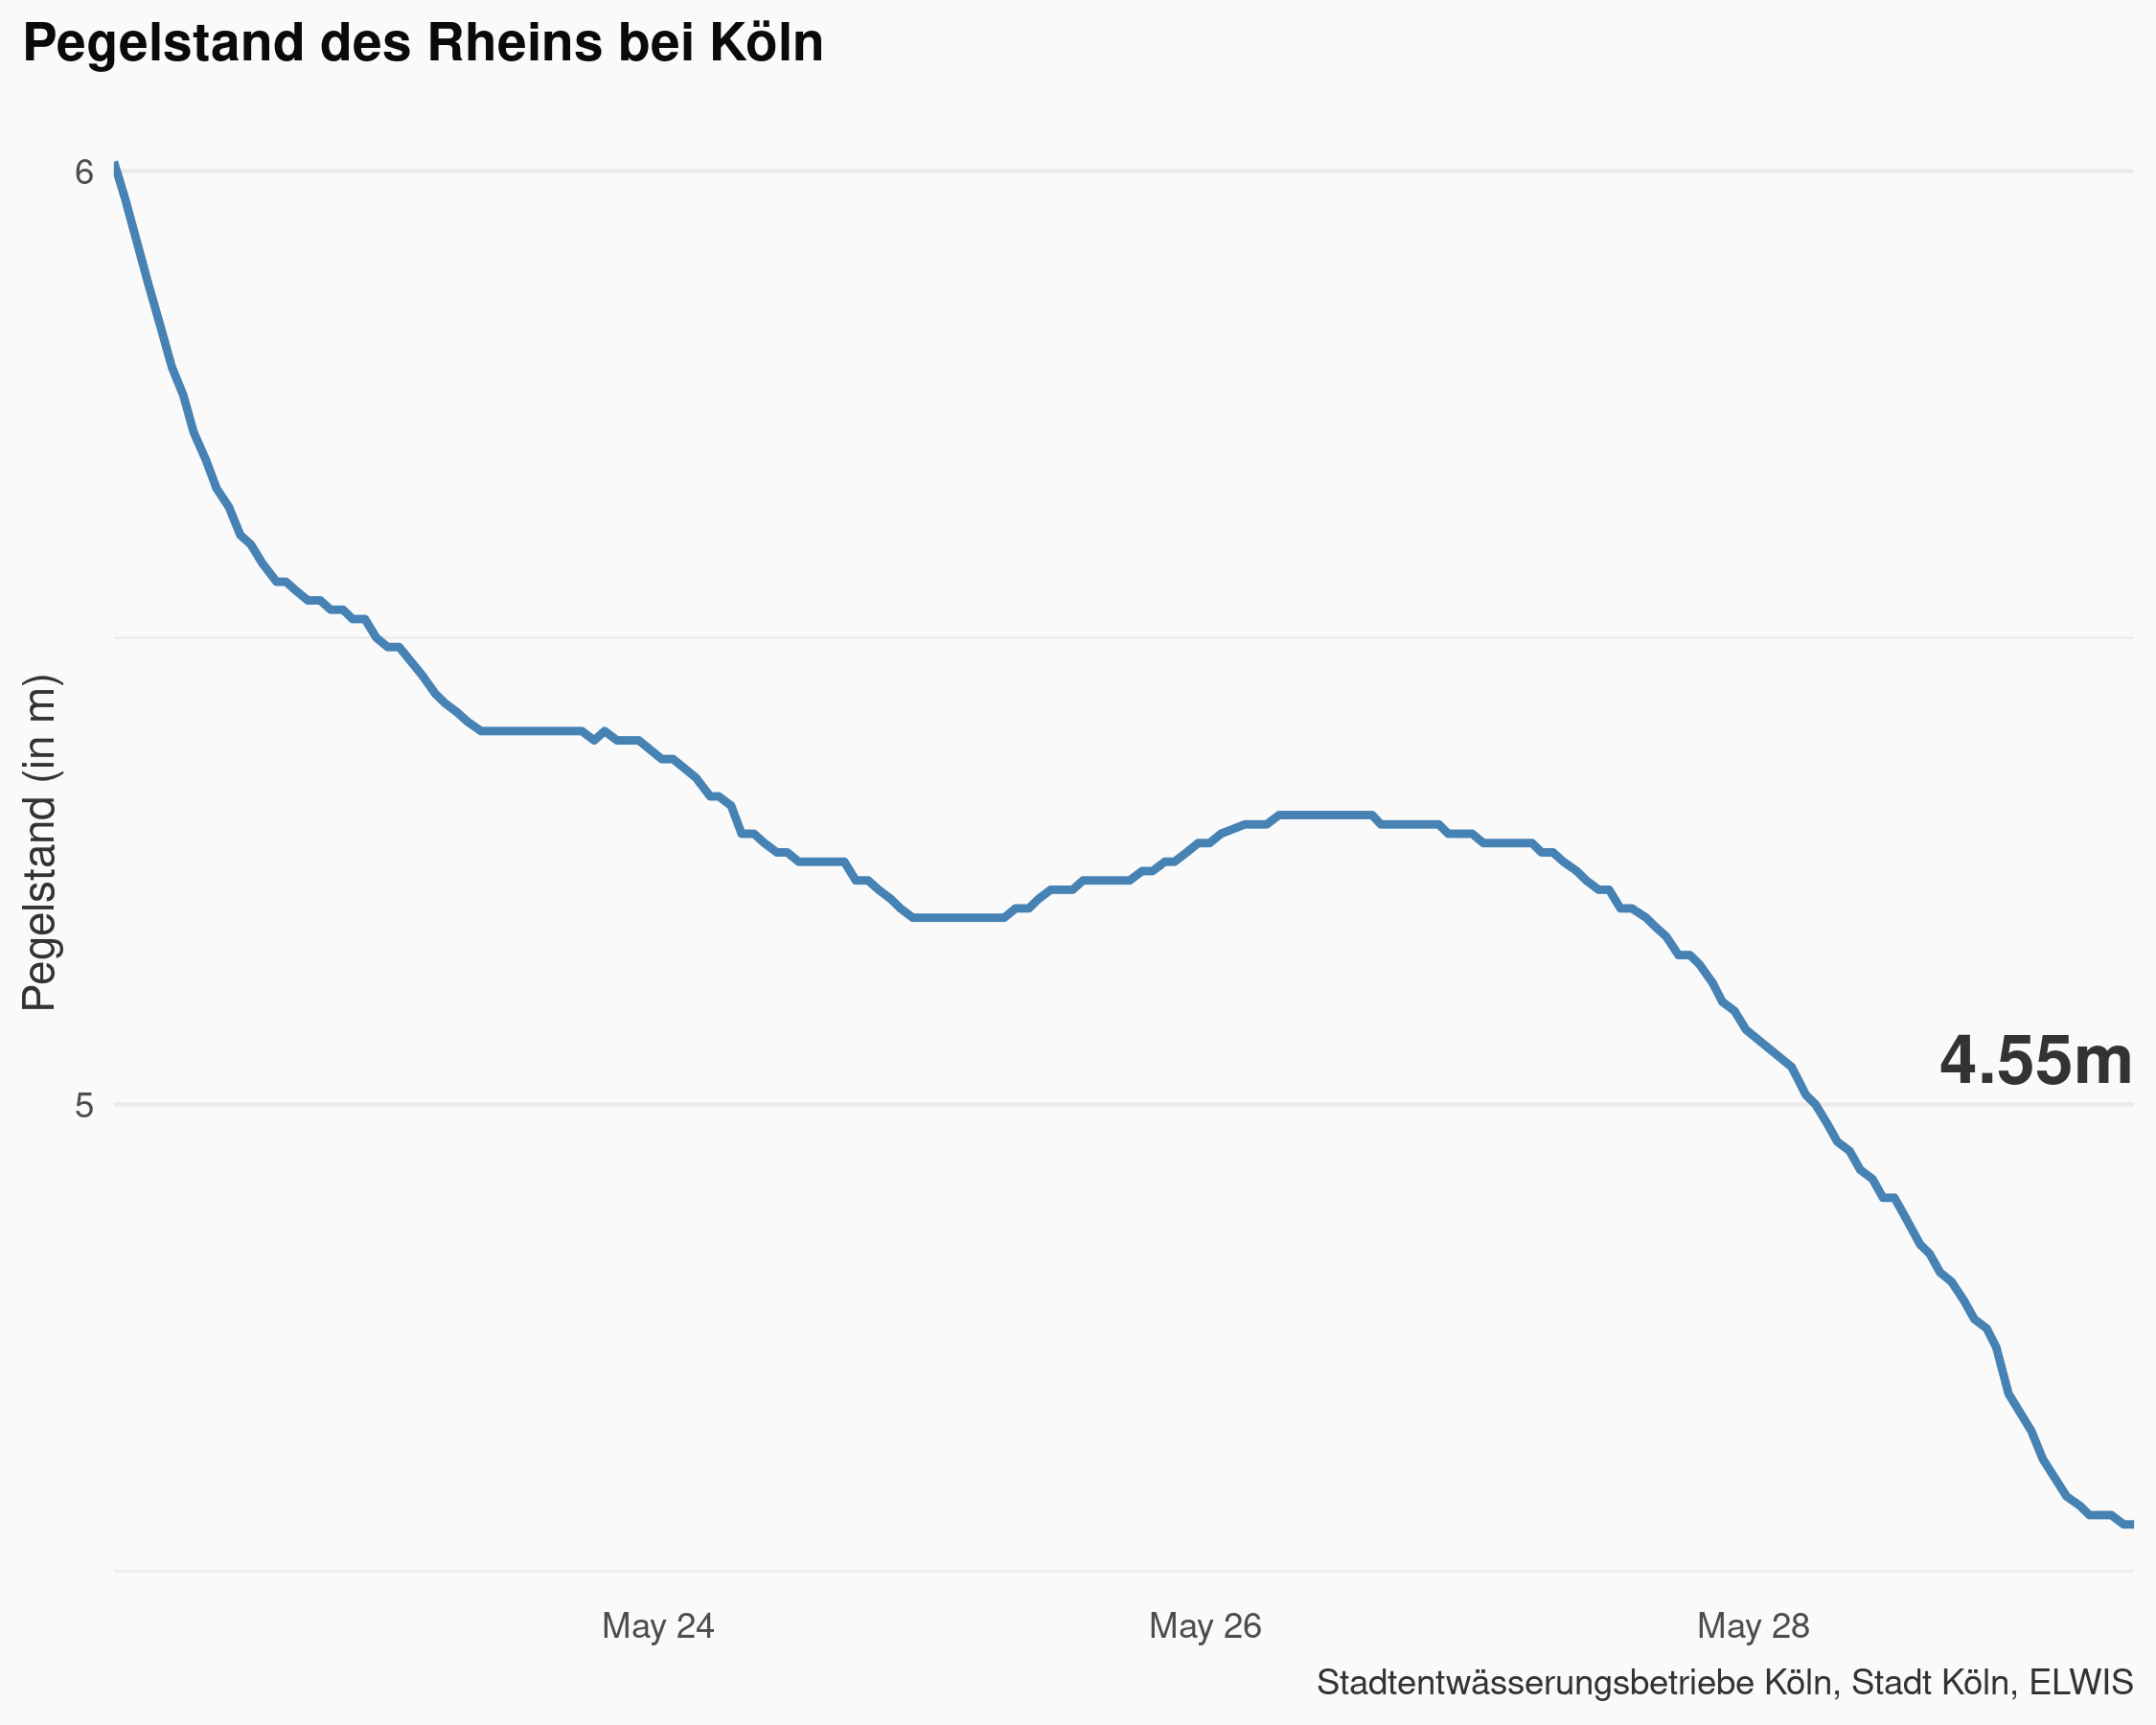 Pegelstand des Rheins bei Köln
Pegelstand (in m)
6
5
4.55m
May 24
May 26
May 28
Stadtentwässerungsbetriebe Köln, Stadt Köln, ELWIS